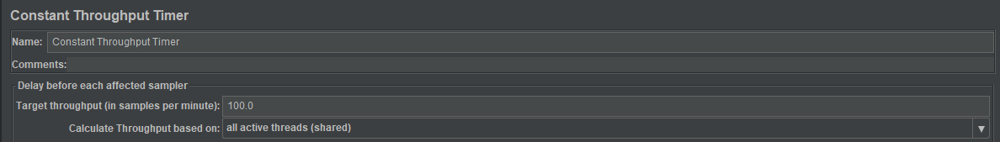 Constant Throughput Timer
Name: Constant Throughput Timer
Comments:
Delay before each affected sampler
Target throughput (in samples per minute): 100.0
Calculate Throughput based on: all active threads (shared)